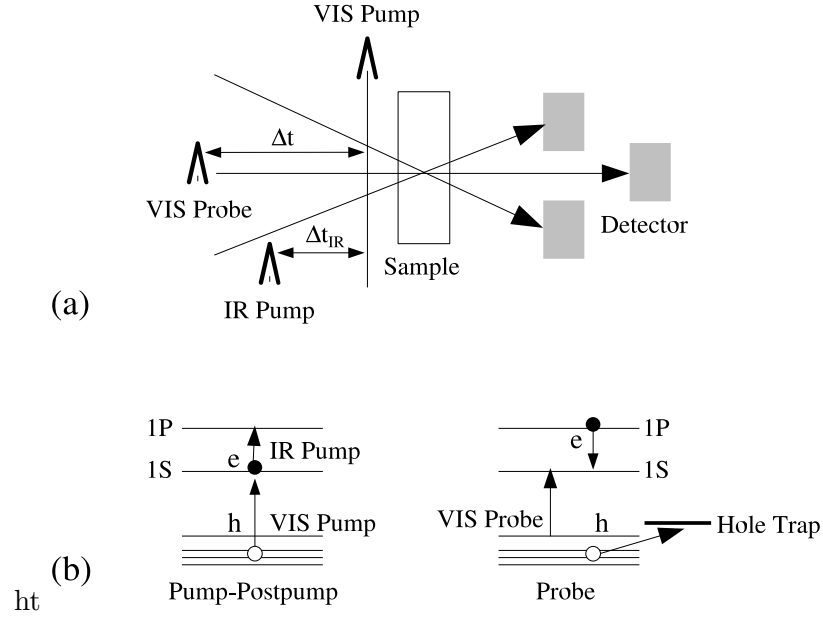 VIS Pump
Δt
VIS Probe
Δt_IR
Detector
Sample
IR Pump
(a)
1P
e
IR Pump
1S
h
VIS Pump
Pump-Postpump
1P
e
1S
VIS Probe
h
Hole Trap
Probe
(b)
ht